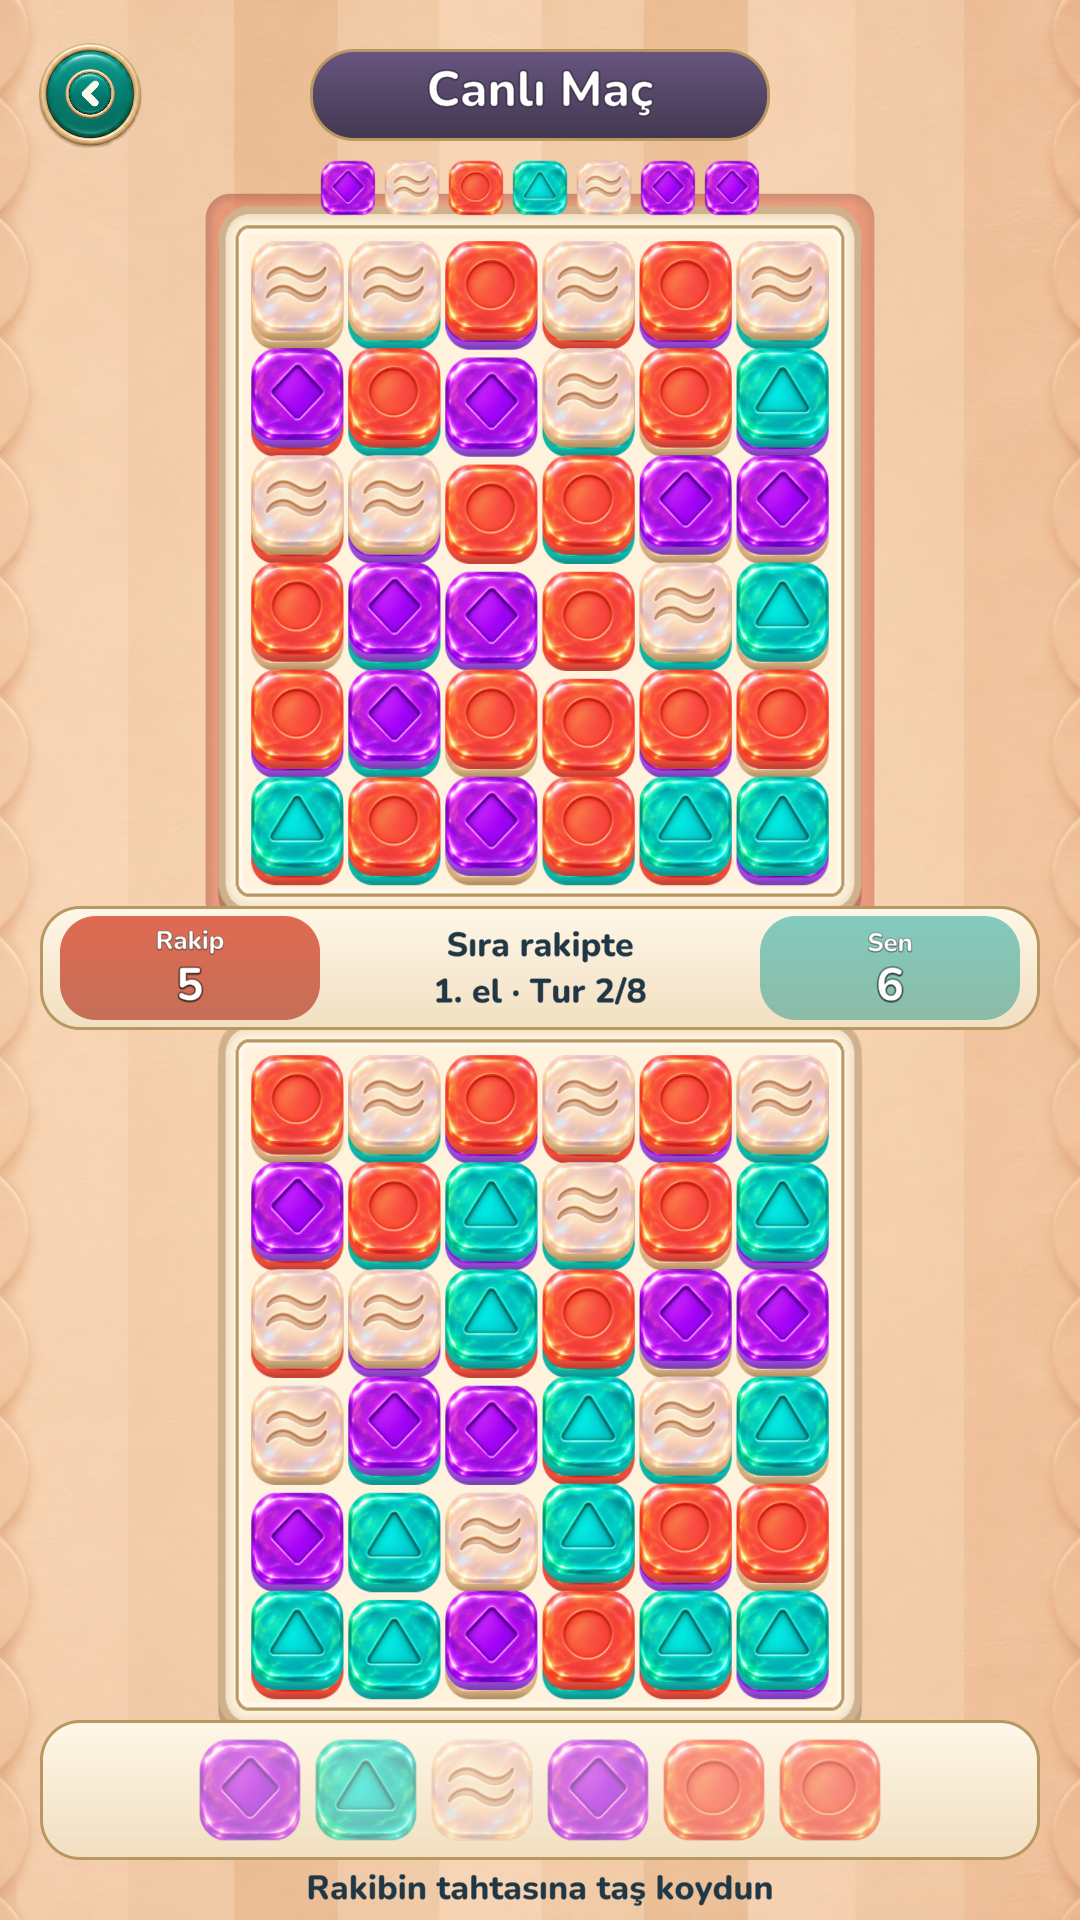 Canlı Maç
Rakip
5
Sıra rakipte
1. el · Tur 2/8
Sen
6
Rakibin tahtasına taş koydun